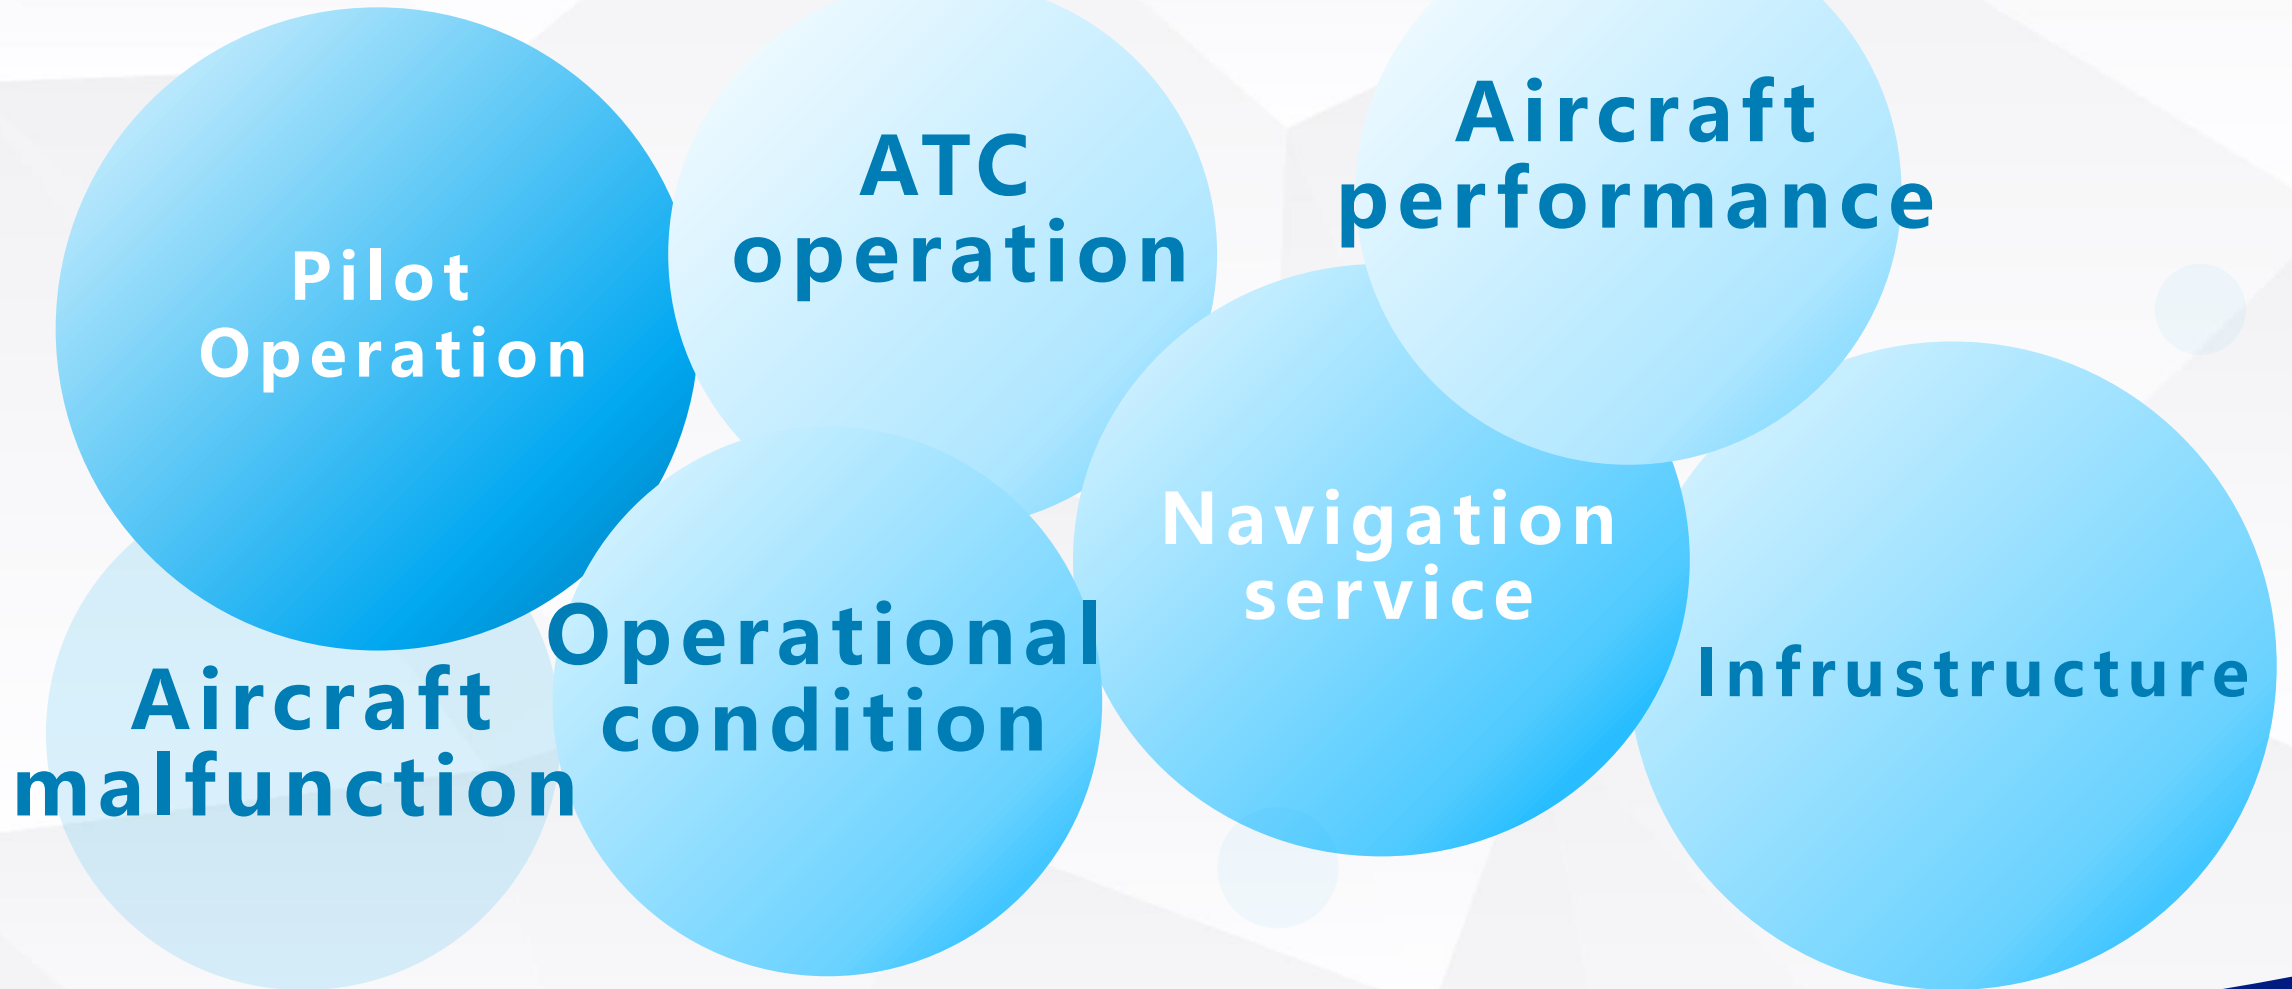 Pilot
Operation
ATC
operation
Aircraft
performance
Aircraft
malfunction
Operational
condition
Navigation
service
Infrustructure